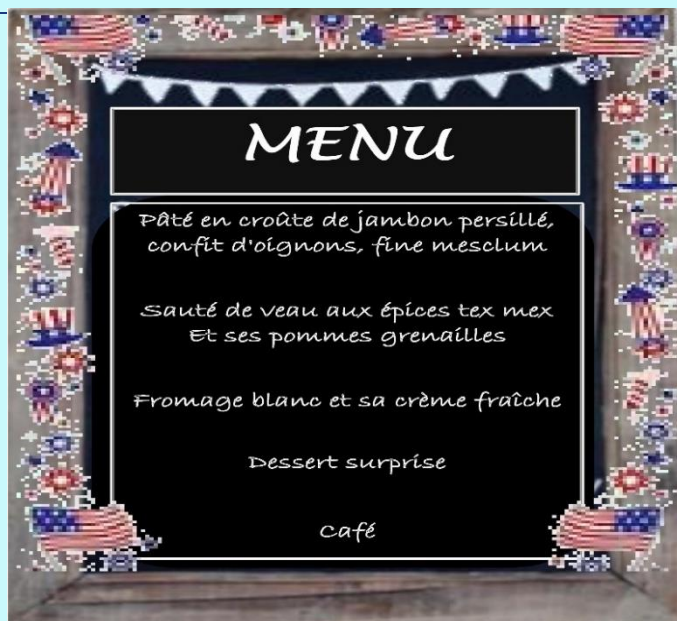 MENU
Pâté en croûte de jambon persillé,
confit d'oignons, fine mesclum
Sauté de veau aux épices tex mex
Et ses pommes grenailles
Fromage blanc et sa crème fraîche
Dessert surprise
Café